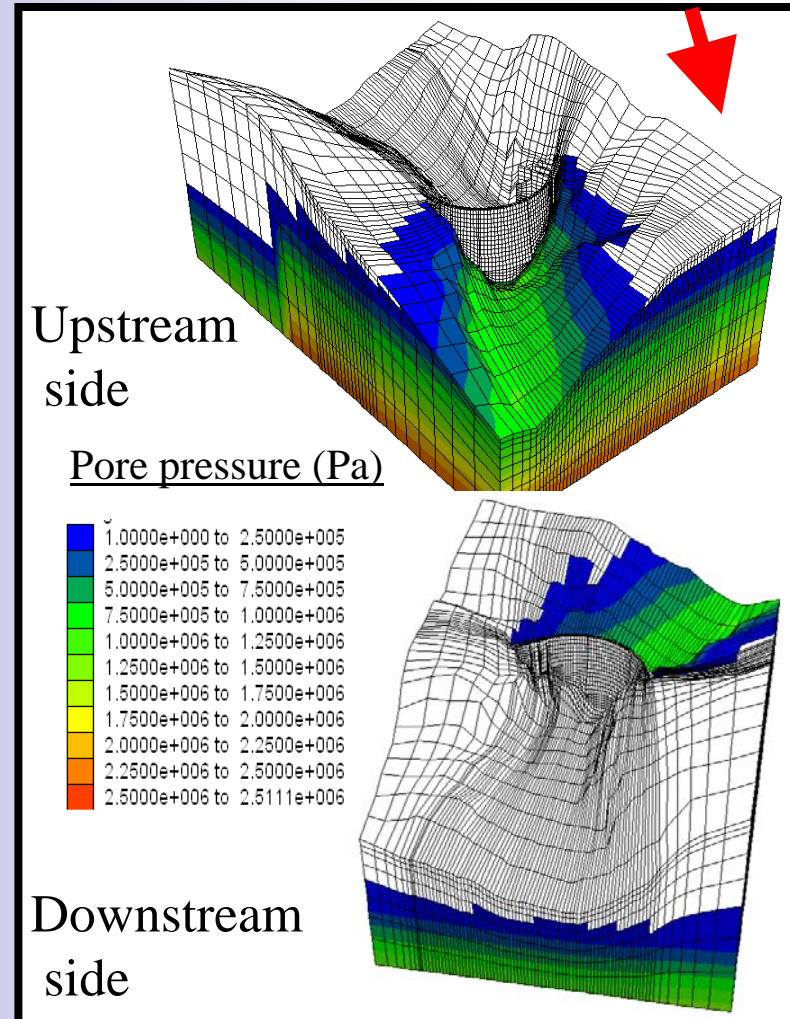 Upstream
side
Pore pressure (Pa)
1.0000e+000 to 2.5000e+005
2.5000e+005 to 5.0000e+005
5.0000e+005 to 7.5000e+005
7.5000e+005 to 1.0000e+006
1.0000e+006 to 1.2500e+006
1.2500e+006 to 1.5000e+006
1.5000e+006 to 1.7500e+006
1.7500e+006 to 2.0000e+006
2.0000e+006 to 2.2500e+006
2.2500e+006 to 2.5000e+006
2.5000e+006 to 2.5111e+006
Downstream
side